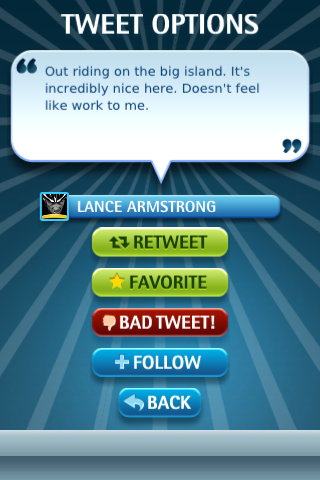 TWEET OPTIONS
“ Out riding on the big island. It's
incredibly nice here. Doesn't feel
like work to me. ”
LANCE ARMSTRONG
RETWEET
FAVORITE
BAD TWEET!
FOLLOW
BACK